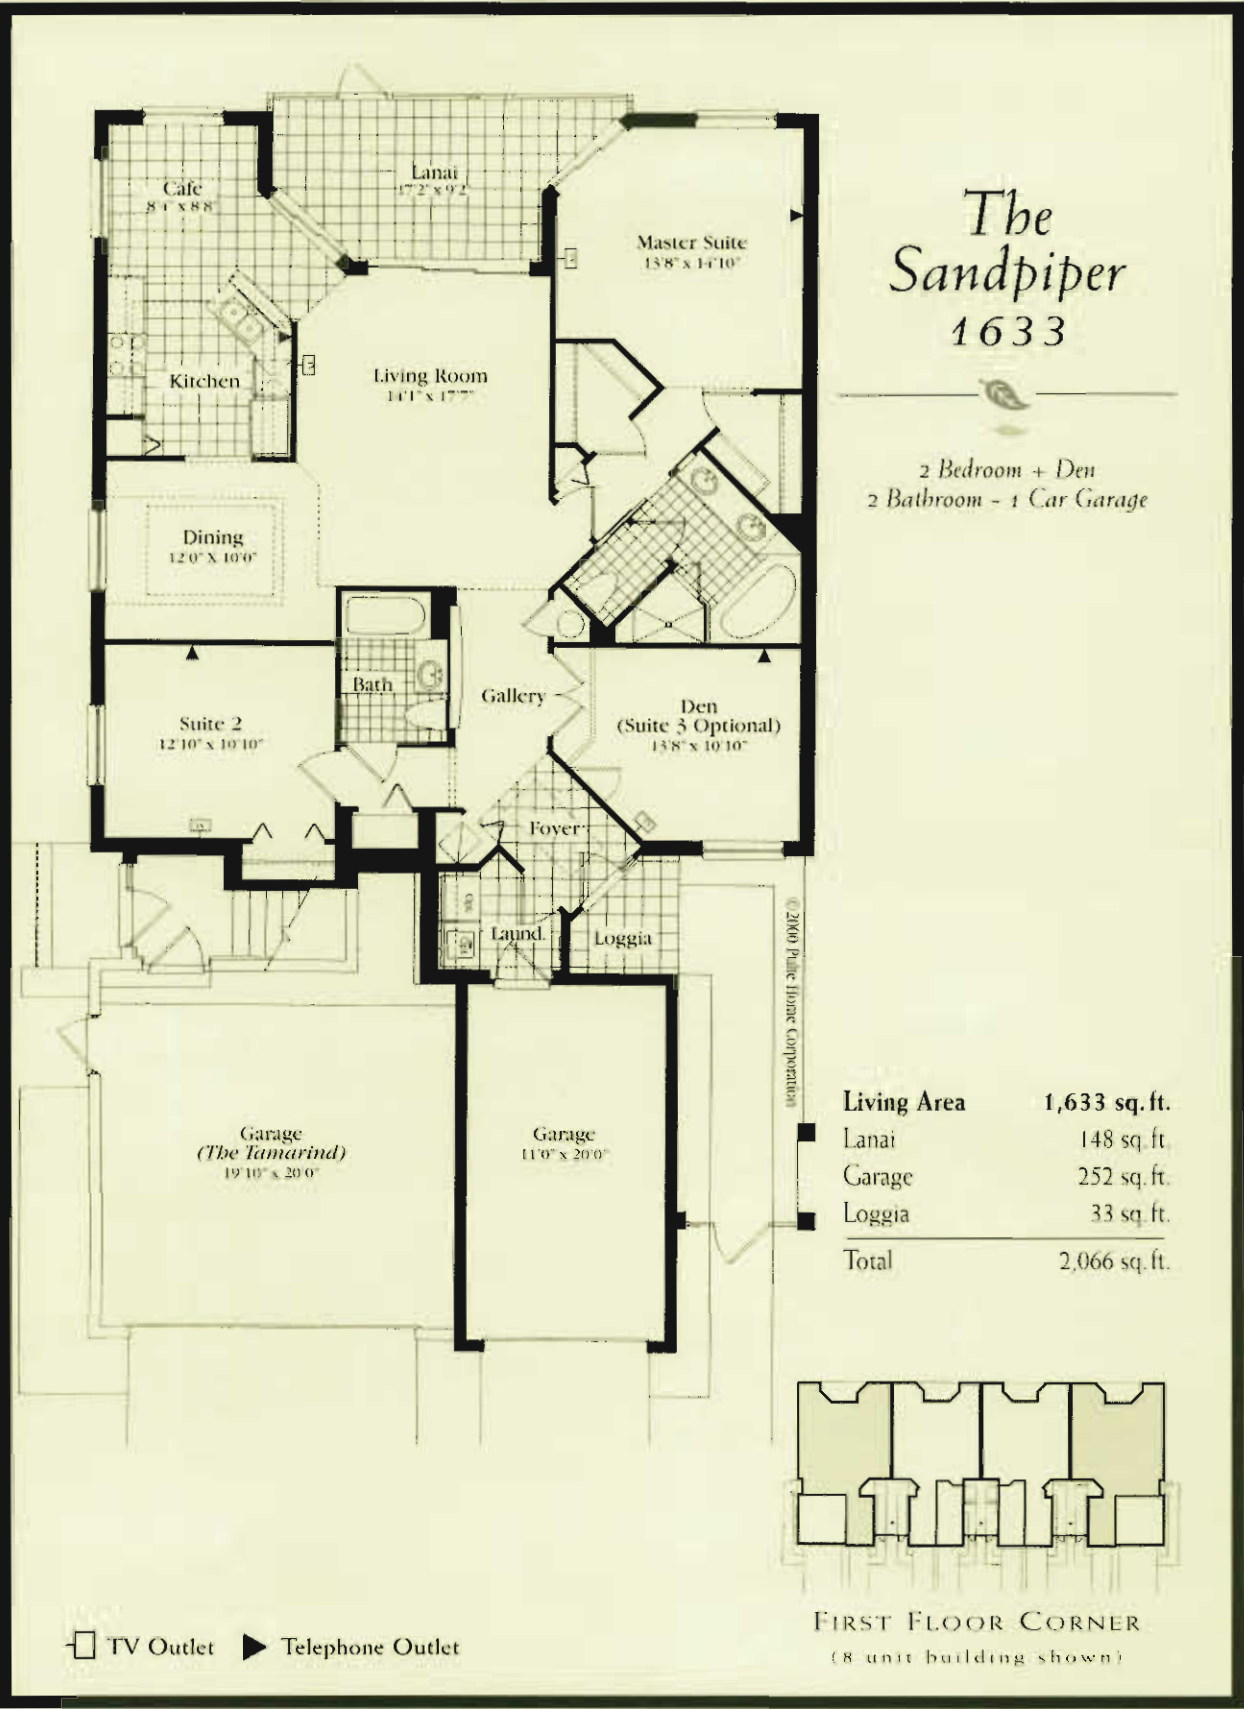 Lanai
17'2" x 9'2"
Cafe
8'4" x 8'8"
Master Suite
13'8" x 14'10"
Kitchen
Living Room
14'1" x 17'7"
Dining
12'0" X 10'0"
Bath
Gallery
Suite 2
12'10" x 10'10"
Den
(Suite 3 Optional)
13'8" x 10'10"
Foyer
Laund.
Loggia
Garage
(The Tamarind)
19'10" x 20'0"
Garage
11'0" x 20'0"
©2000 Pulte Home Corporation
The
Sandpiper
1633
2 Bedroom + Den
2 Bathroom - 1 Car Garage
Living Area 1,633 sq. ft.
Lanai 148 sq. ft.
Garage 252 sq. ft.
Loggia 33 sq. ft.
Total 2,066 sq. ft.
FIRST FLOOR CORNER
(8 unit building shown)
TV Outlet
Telephone Outlet